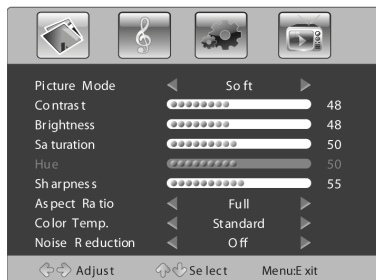 Picture Mode Soft
Contrast 48
Brightness 48
Saturation 50
Hue 50
Sharpness 55
Aspect Ratio Full
Color Temp. Standard
Noise Reduction Off
Adjust Select Menu:Exit